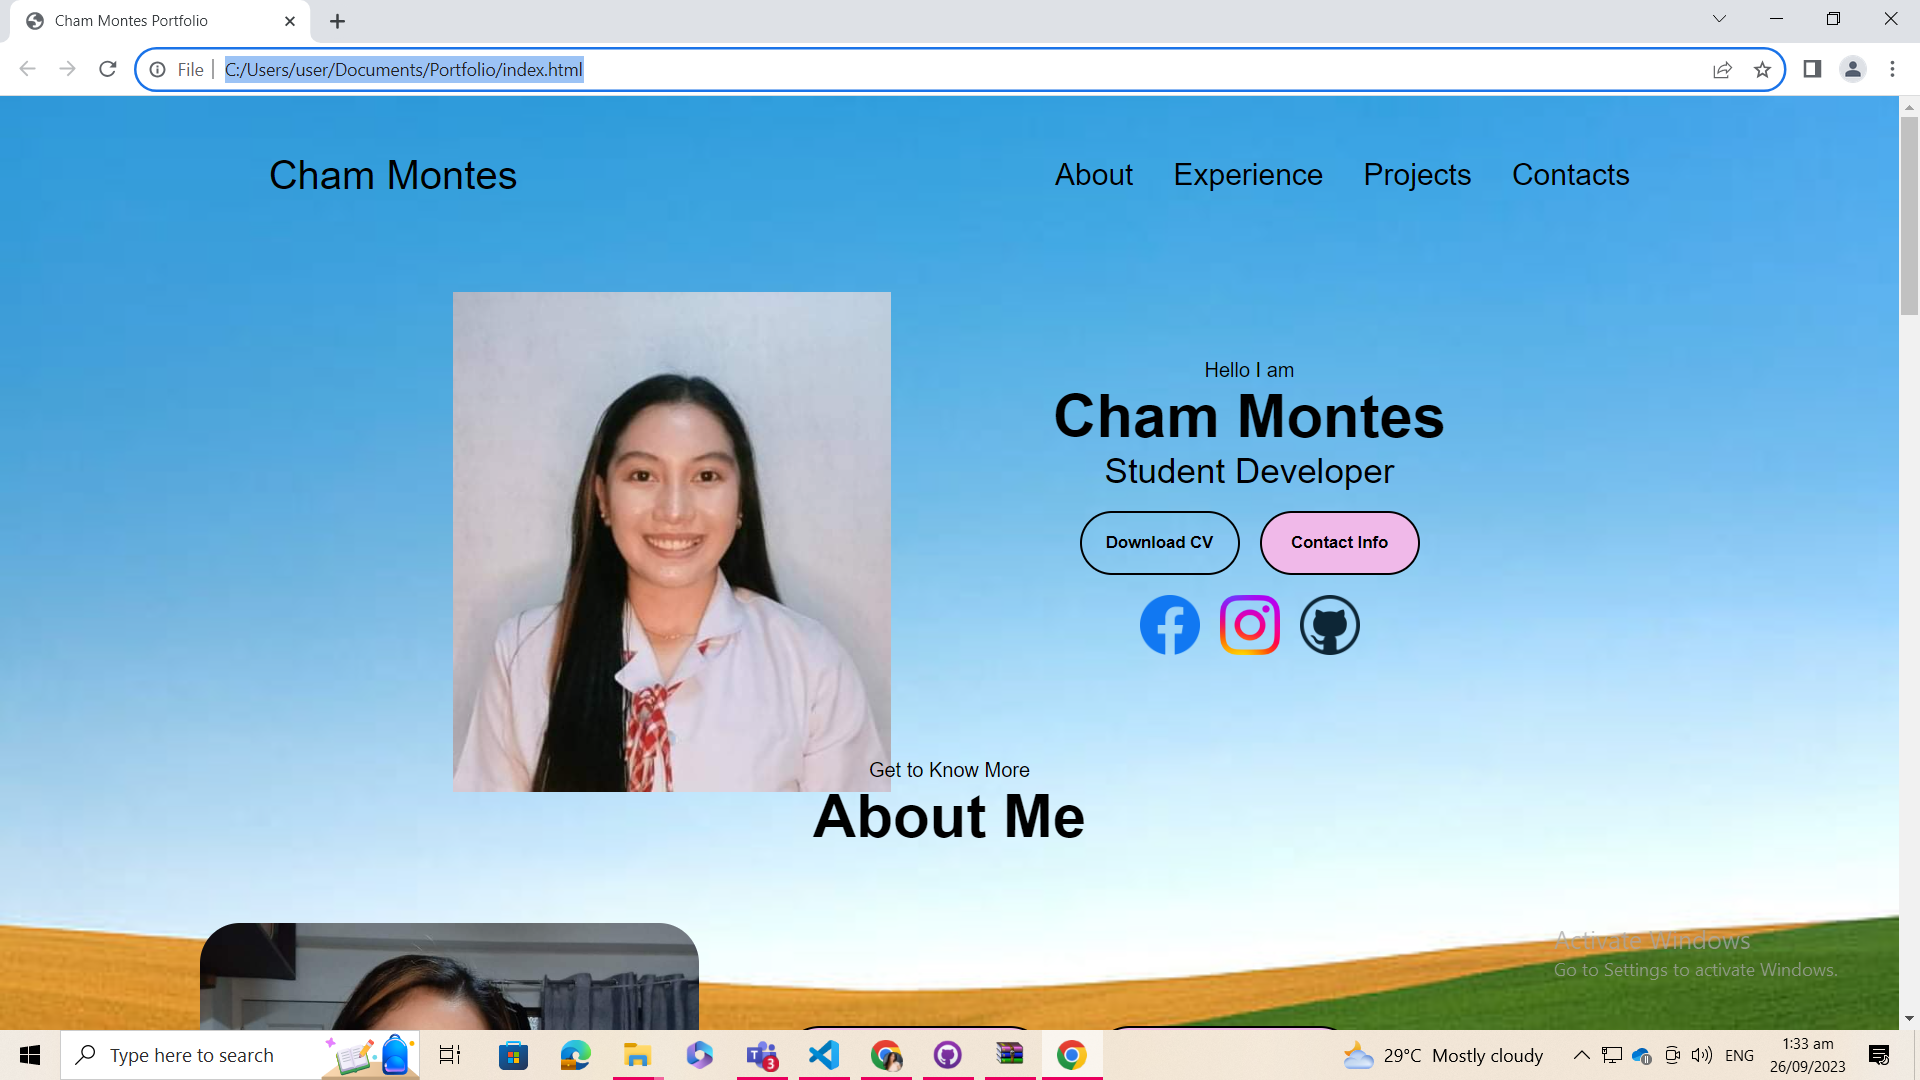 Cham Montes Portfolio
File
C:/Users/user/Documents/Portfolio/index.html
Cham Montes
About
Experience
Projects
Contacts
Hello I am
Cham Montes
Student Developer
Download CV
Contact Info
Get to Know More
About Me
Activate Windows
Go to Settings to activate Windows.
Type here to search
3
29°C Mostly cloudy
ENG
1:33 am
26/09/2023